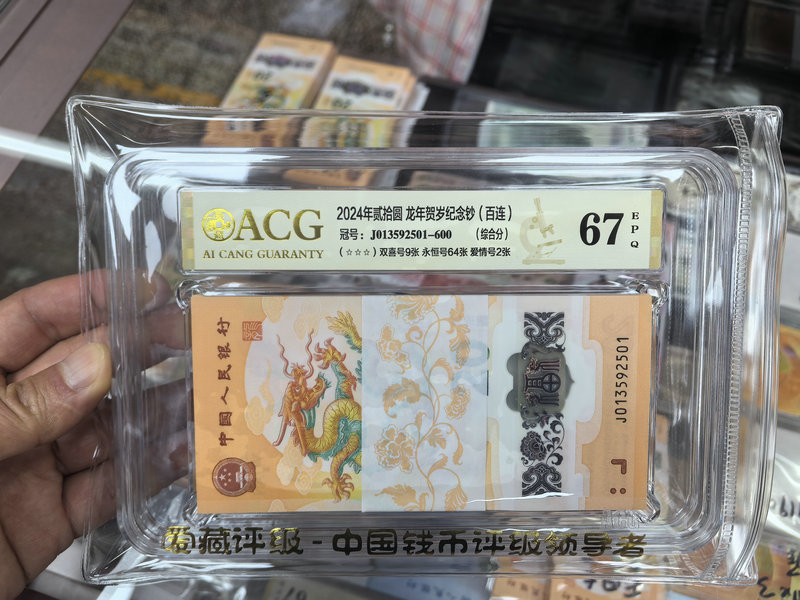 ACG
AI CANG GUARANTY
2024年贰拾圆 龙年贺岁纪念钞（百连）
冠号：J013592501-600 （综合分）
（☆☆☆）双喜号9张 永恒号64张 爱情号2张
67
EPQ
中国人民银行
福
J013592501
爱藏评级-中国钱币评级领导者